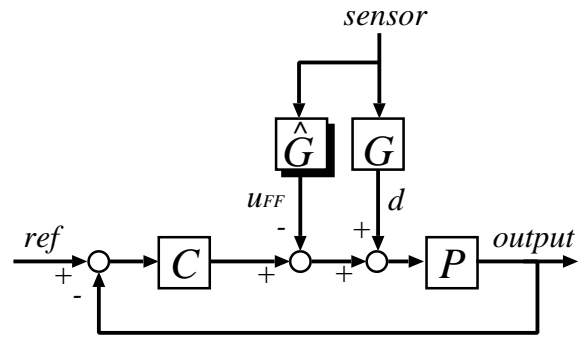 sensor
Ĝ
G
uFF
d
-
+
ref
output
C
P
+
+
+
-